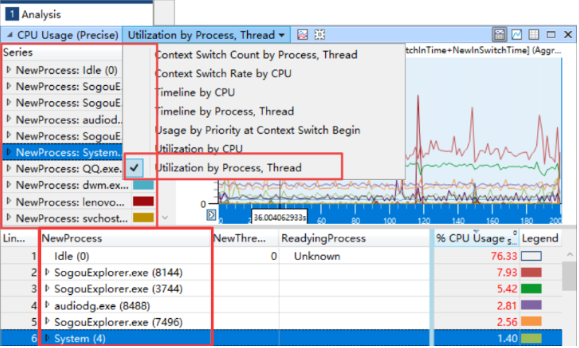 1 Analysis
CPU Usage (Precise) Utilization by Process, Thread
Series
NewProcess: Idle (0)
NewProcess: SogouE...
NewProcess: SogouE...
NewProcess: audiod...
NewProcess: SogouE...
NewProcess: System...
NewProcess: QQ.exe...
NewProcess: dwm.ex...
NewProcess: lenovo...
NewProcess: svchost...
Context Switch Count by Process, Thread
Context Switch Rate by CPU
Timeline by CPU
Timeline by Process, Thread
Usage by Priority at Context Switch Begin
Utilization by CPU
Utilization by Process, Thread
tchInTime+NewInSwitchTime] (Aggr...
0
36.004062933s
80 100 120 140 160 180
Lin... NewProcess NewThre... ReadyingProcess % CPU Usage Legend
1 Idle (0) 0 Unknown 76.33
2 SogouExplorer.exe (8144) 7.93
3 SogouExplorer.exe (3744) 5.42
4 audiodg.exe (8488) 2.81
5 SogouExplorer.exe (7496) 2.56
6 System (4) 1.40